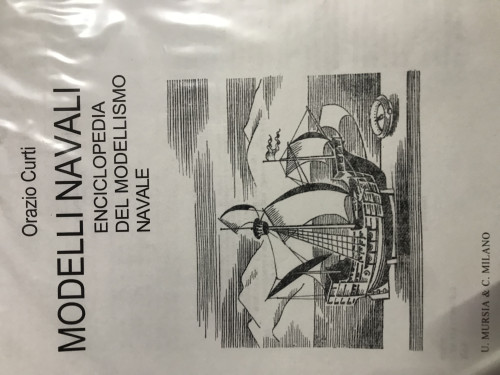 Orazio Curti
MODELLI NAVALI
ENCICLOPEDIA
DEL MODELLISMO
NAVALE
U. MURSIA & C. MILANO